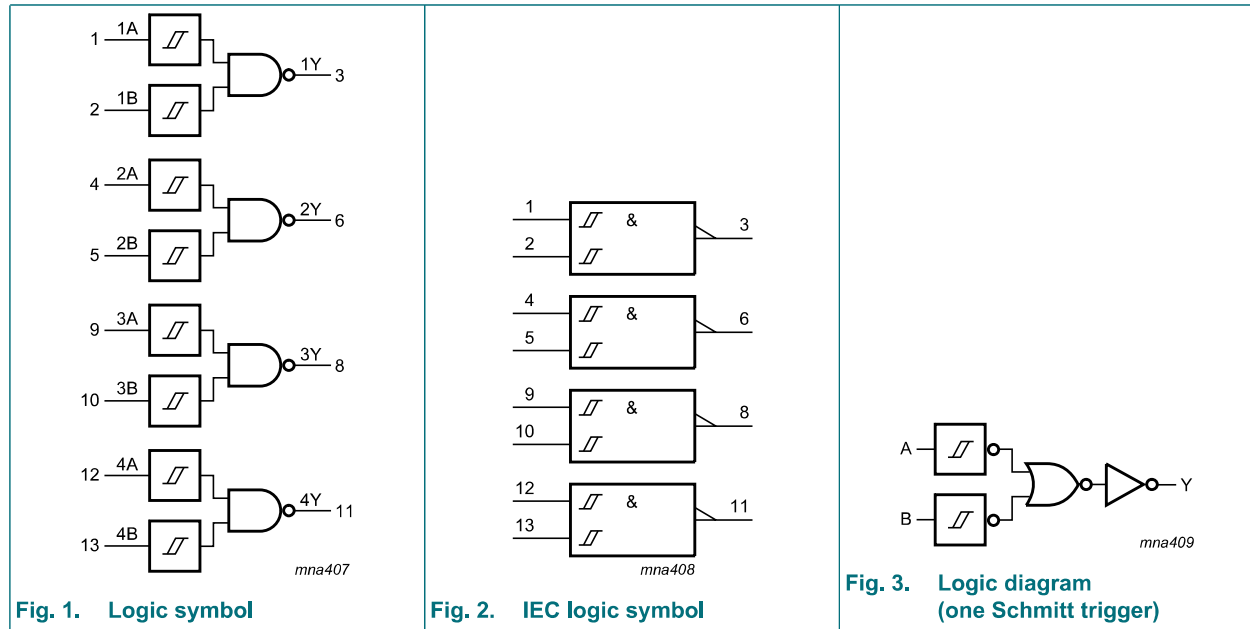 1 1A
1Y 3
2 1B
4 2A
2Y 6
5 2B
9 3A
3Y 8
10 3B
12 4A
4Y 11
13 4B
mna407
Fig. 1. Logic symbol
1 &
3
2
4 &
6
5
9 &
8
10
12 &
11
13
mna408
Fig. 2. IEC logic symbol
A
Y
B
mna409
Fig. 3. Logic diagram
(one Schmitt trigger)